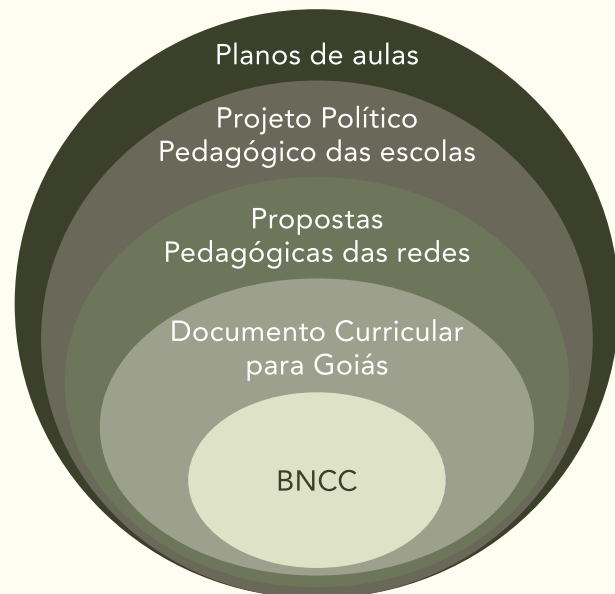 Planos de aulas
Projeto Político
Pedagógico das escolas
Propostas
Pedagógicas das redes
Documento Curricular
para Goiás
BNCC